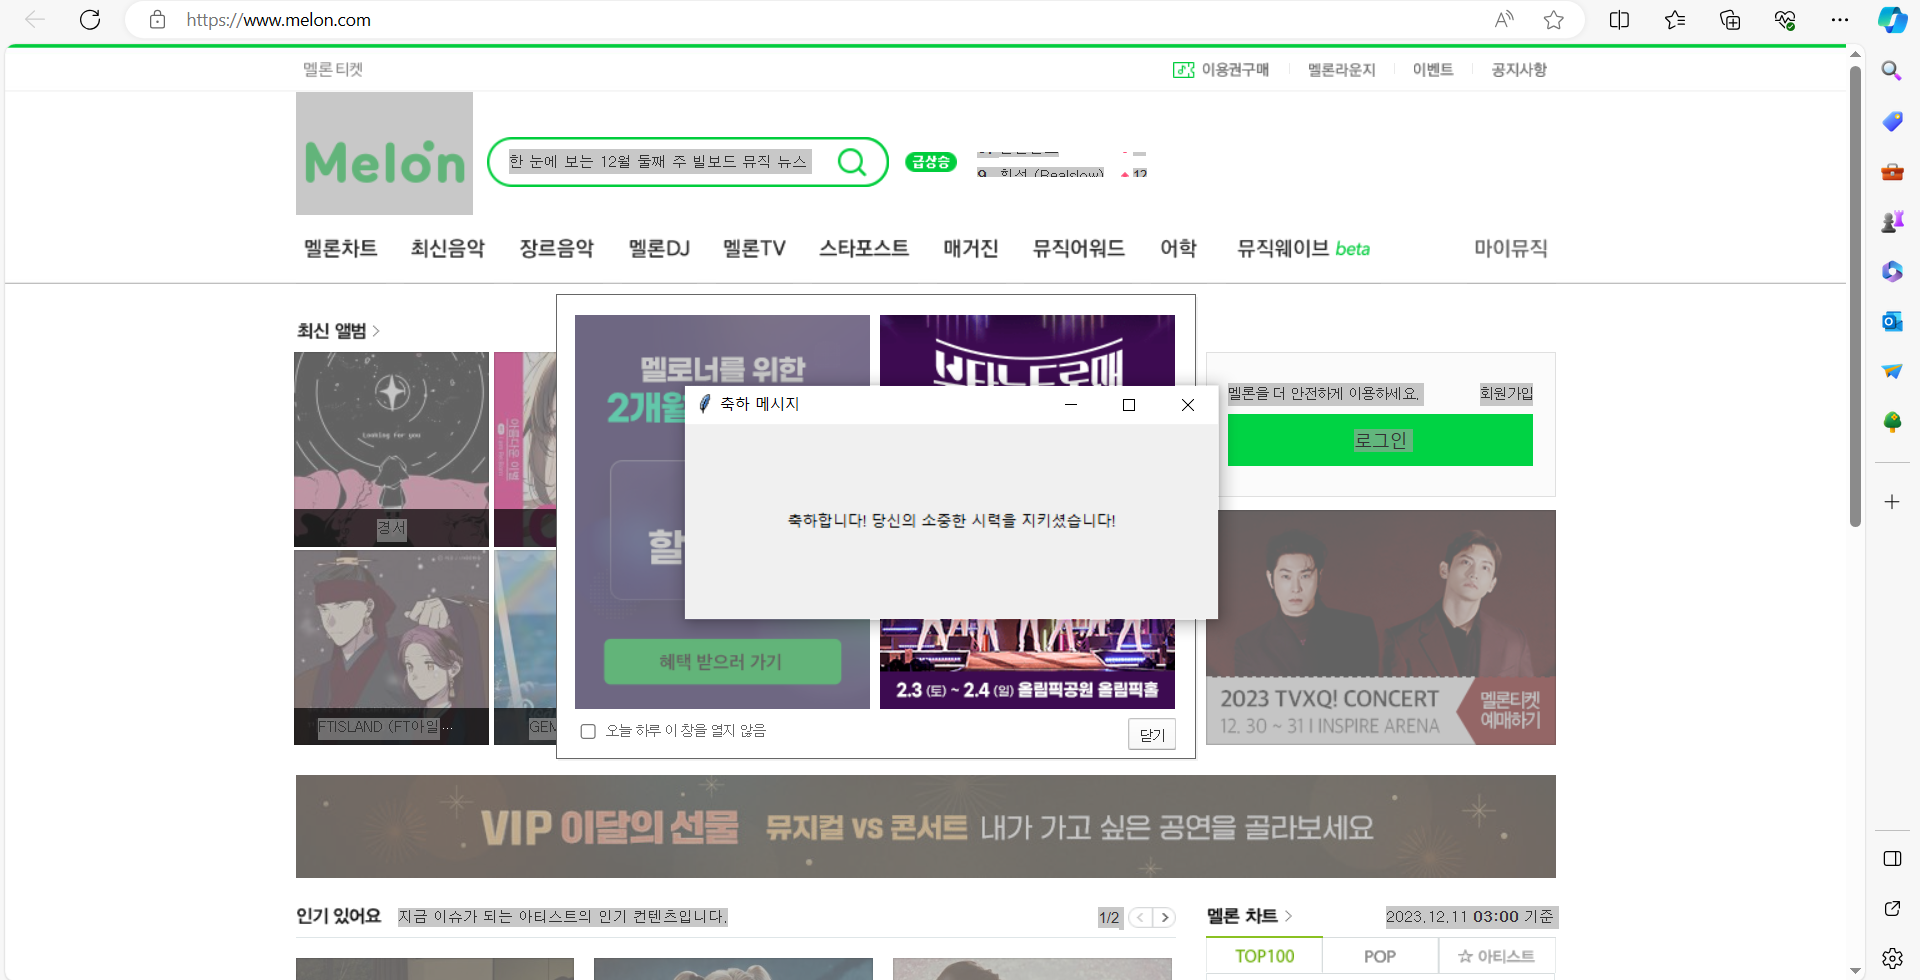 https://www.melon.com
멜론 티켓
이용권구매
멜론라운지
이벤트
공지사항
Melon
한 눈에 보는 12월 둘째 주 빌보드 뮤직 뉴스
급상승
9. 휘성 (Realslow)
12
멜론차트
최신음악
장르음악
멜론DJ
멜론TV
스타포스트
매거진
뮤직어워드
어학
뮤직웨이브 beta
마이뮤직
최신 앨범 >
Looking for you
경서
FTISLAND (FT아일...
GEM
멜로너를 위한
2개월
할
혜택 받으러 가기
2.3 (토) ~ 2.4 (일) 올림픽공원 올림픽홀
축하 메시지
축하합니다! 당신의 소중한 시력을 지키셨습니다!
오늘 하루 이 창을 열지 않음
닫기
멜론을 더 안전하게 이용하세요.
회원가입
로그인
2023 TVXQ! CONCERT
12. 30 ~ 31 I INSPIRE ARENA
멜론티켓
예매하기
VIP 이달의 선물 뮤지컬 vs 콘서트 내가 가고 싶은 공연을 골라보세요
인기 있어요
지금 이슈가 되는 아티스트의 인기 컨텐츠입니다.
1/2
멜론 차트 >
2023.12.11 03:00 기준
TOP100
POP
☆ 아티스트